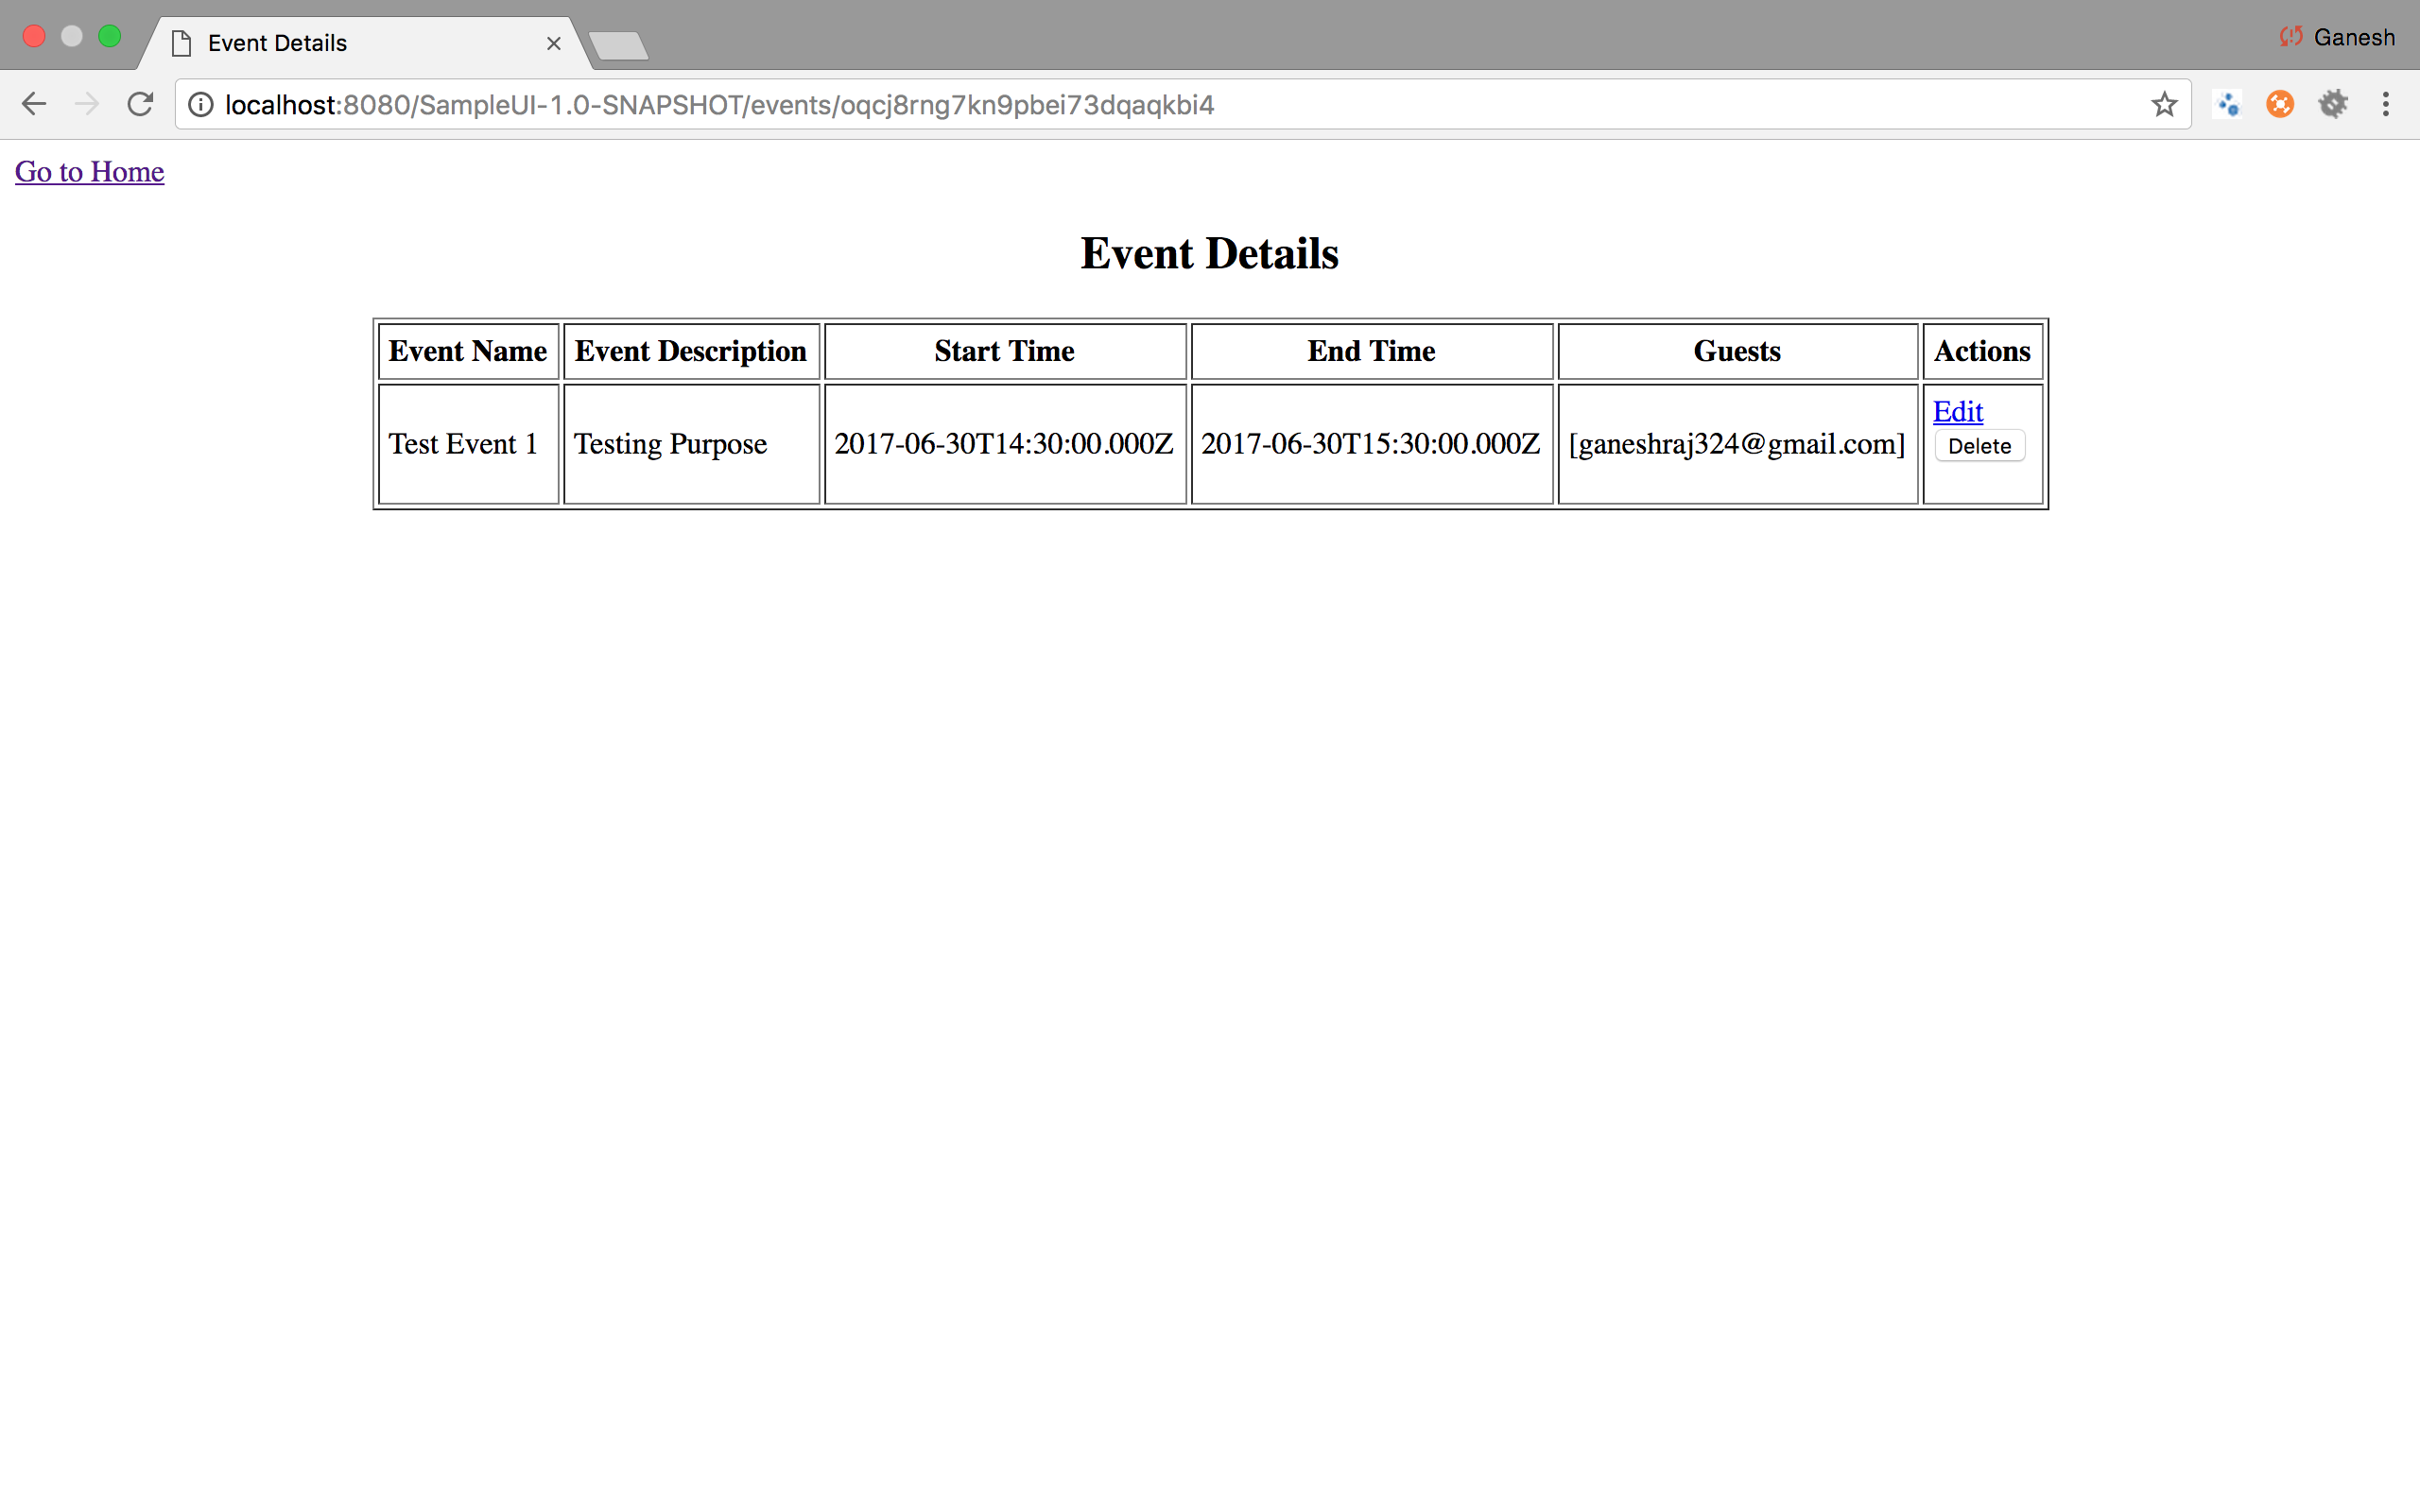 Event Details
Ganesh
localhost:8080/SampleUI-1.0-SNAPSHOT/events/oqcj8rng7kn9pbei73dqaqkbi4
Go to Home
Event Details
Event Name Event Description Start Time End Time Guests Actions
Test Event 1 Testing Purpose 2017-06-30T14:30:00.000Z 2017-06-30T15:30:00.000Z [ganeshraj324@gmail.com] Edit
Delete